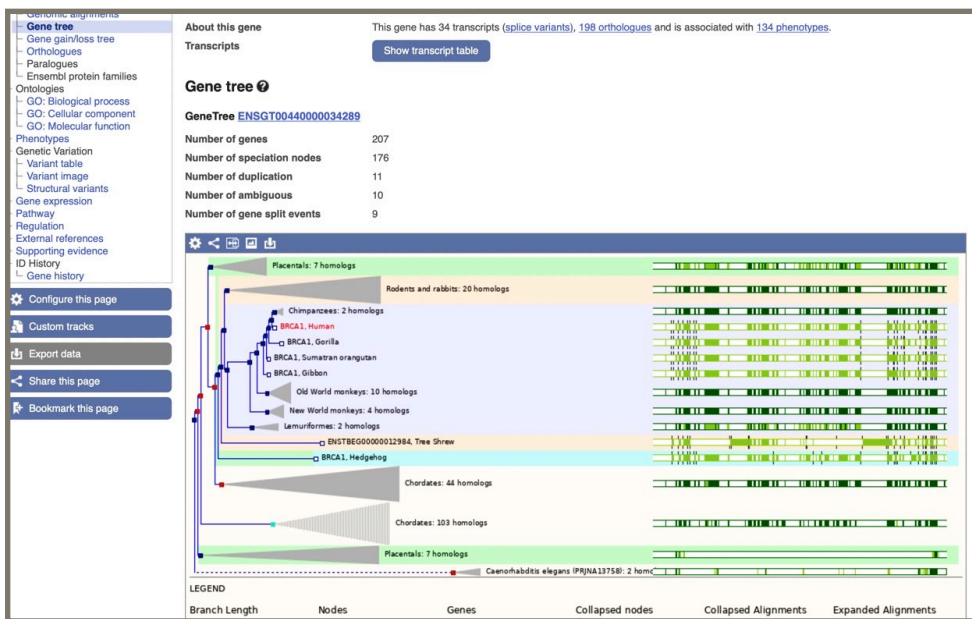 Genomic alignments
Gene tree
Gene gain/loss tree
Orthologues
Paralogues
Ensembl protein families
Ontologies
GO: Biological process
GO: Cellular component
GO: Molecular function
Phenotypes
Genetic Variation
Variant table
Variant image
Structural variants
Gene expression
Pathway
Regulation
External references
Supporting evidence
ID History
Gene history
Configure this page
Custom tracks
Export data
Share this page
Bookmark this page
About this gene This gene has 34 transcripts (splice variants), 198 orthologues and is associated with 134 phenotypes.
Transcripts Show transcript table
Gene tree
GeneTree ENSGT00440000034289
Number of genes 207
Number of speciation nodes 176
Number of duplication 11
Number of ambiguous 10
Number of gene split events 9
Placentals: 7 homologs
Rodents and rabbits: 20 homologs
Chimpanzees: 2 homologs
BRCA1, Human
BRCA1, Gorilla
BRCA1, Sumatran orangutan
BRCA1, Gibbon
Old World monkeys: 10 homologs
New World monkeys: 4 homologs
Lemuriformes: 2 homologs
ENSTBEG00000012984, Tree Shrew
BRCA1, Hedgehog
Chordates: 44 homologs
Chordates: 103 homologs
Placentals: 7 homologs
Caenorhabditis elegans (PRJNA13758): 2 homo
LEGEND
Branch Length Nodes Genes Collapsed nodes Collapsed Alignments Expanded Alignments